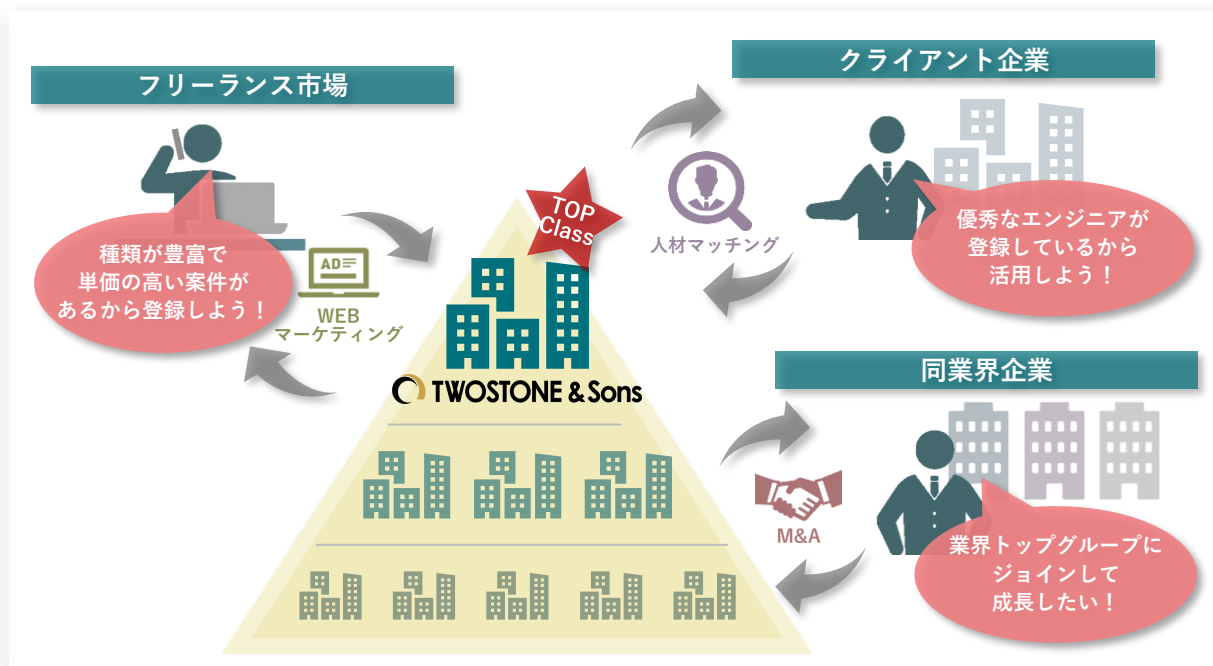 フリーランス市場
種類が豊富で
単価の高い案件が
あるから登録しよう！
AD
WEB
マーケティング
TOP
Class
TWOSTONE & Sons
クライアント企業
人材マッチング
優秀なエンジニアが
登録しているから
活用しよう！
同業界企業
M&A
業界トップグループに
ジョインして
成長したい！